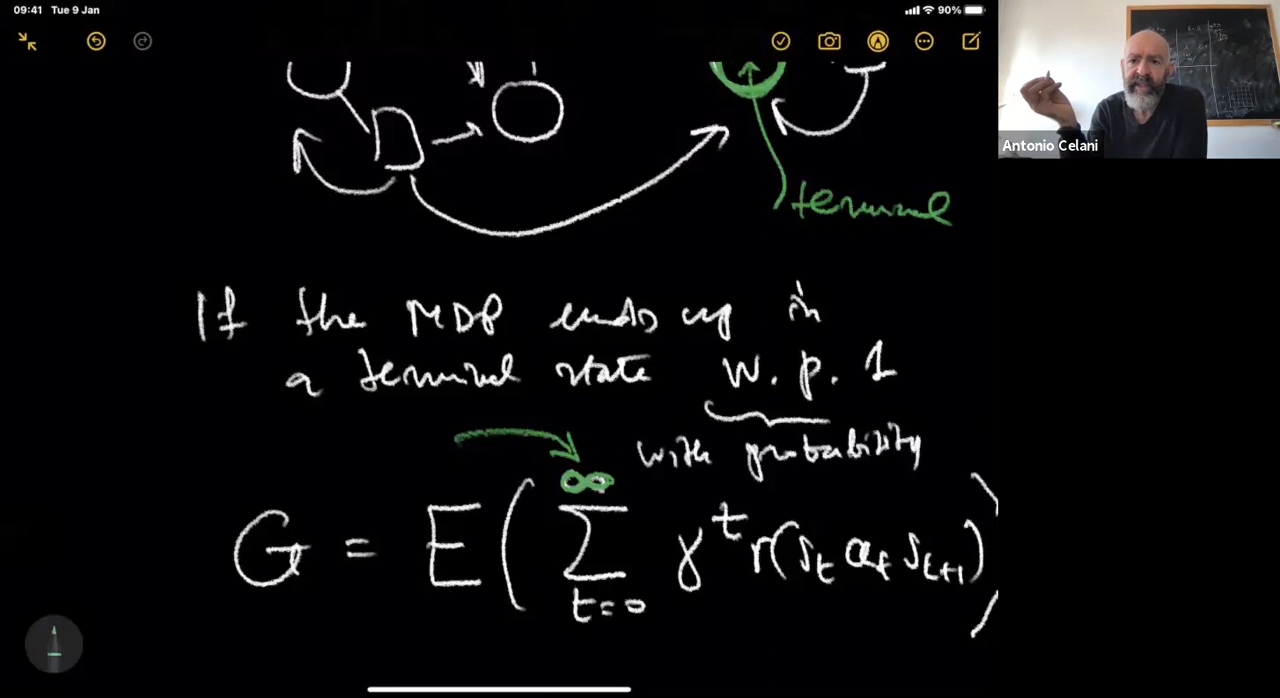 09:41 Tue 9 Jan
90%
Antonio Celani
terminal
If the MDP ends up in
a terminal state w.p. 1
with probability
G = E( ∑_{t=0}^{∞} γ^t r(s_t a_t s_{t+1}) )